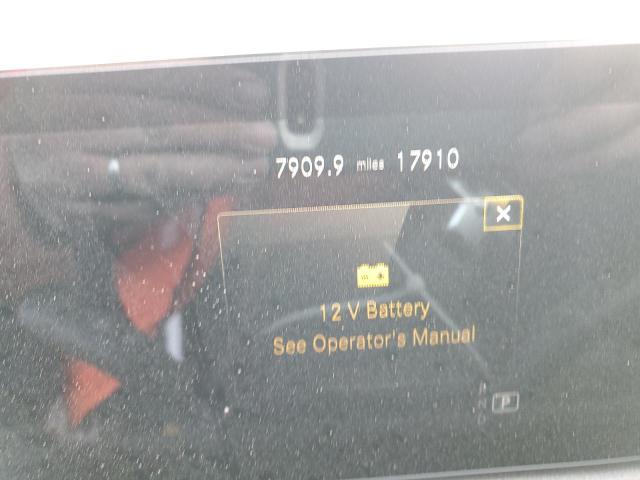 7909.9 miles 17910
12 V Battery
See Operator's Manual
P